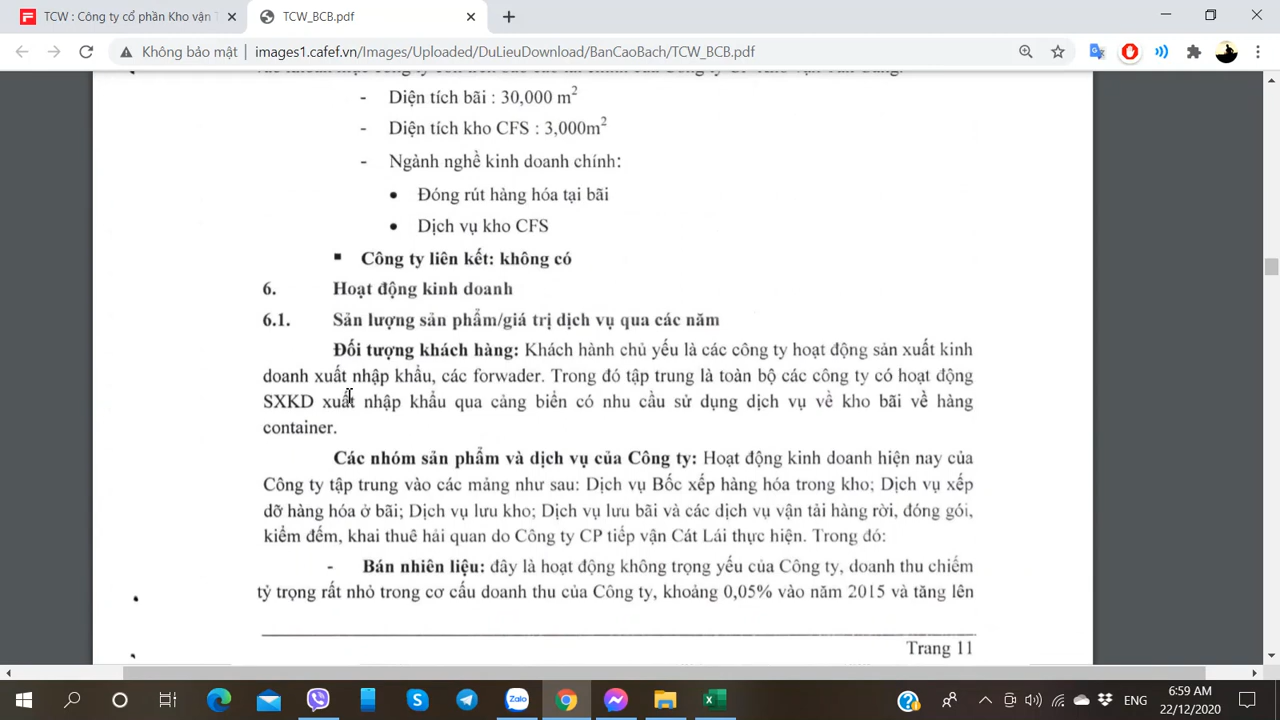 TCW : Công ty cổ phần Kho vận
TCW_BCB.pdf
Không bảo mật
images1.cafef.vn/Images/Uploaded/DuLieuDownload/BanCaoBach/TCW_BCB.pdf
- Diện tích bãi : 30,000 m²
- Diện tích kho CFS : 3,000m²
- Ngành nghề kinh doanh chính:
• Đóng rút hàng hóa tại bãi
• Dịch vụ kho CFS
▪ Công ty liên kết: không có
6. Hoạt động kinh doanh
6.1. Sản lượng sản phẩm/giá trị dịch vụ qua các năm
Đối tượng khách hàng: Khách hành chủ yếu là các công ty hoạt động sản xuất kinh
doanh xuất nhập khẩu, các forwader. Trong đó tập trung là toàn bộ các công ty có hoạt động
SXKD xuất nhập khẩu qua cảng biển có nhu cầu sử dụng dịch vụ về kho bãi về hàng
container.
Các nhóm sản phẩm và dịch vụ của Công ty: Hoạt động kinh doanh hiện nay của
Công ty tập trung vào các mảng như sau: Dịch vụ Bốc xếp hàng hóa trong kho; Dịch vụ xếp
dỡ hàng hóa ở bãi; Dịch vụ lưu kho; Dịch vụ lưu bãi và các dịch vụ vận tải hàng rời, đóng gói,
kiểm đếm, khai thuê hải quan do Công ty CP tiếp vận Cát Lái thực hiện. Trong đó:
- Bán nhiên liệu: đây là hoạt động không trọng yếu của Công ty, doanh thu chiếm
tỷ trọng rất nhỏ trong cơ cấu doanh thu của Công ty, khoảng 0,05% vào năm 2015 và tăng lên
Trang 11
Zalo
ENG
6:59 AM
22/12/2020